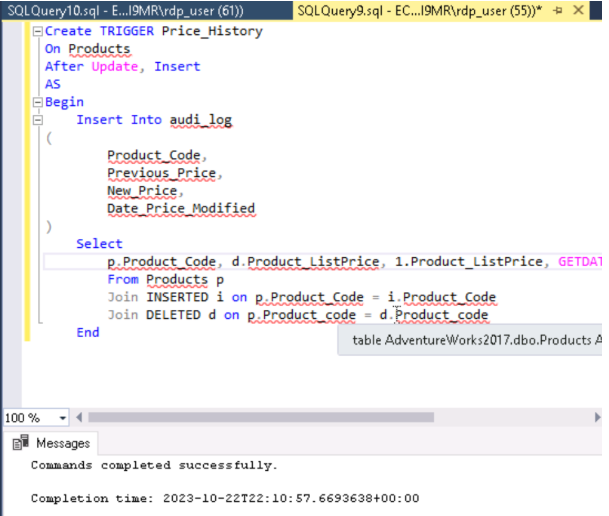 SQLQuery10.sql - E...I9MR\rdp_user (61))
SQLQuery9.sql - EC...I9MR\rdp_user (55))*
Create TRIGGER Price_History
On Products
After Update, Insert
AS
Begin
Insert Into audi_log
(
Product_Code,
Previous_Price,
New_Price,
Date_Price_Modified
)
Select
p.Product_Code, d.Product_ListPrice, 1.Product_ListPrice, GETDAT
From Products p
Join INSERTED i on p.Product_Code = i.Product_Code
Join DELETED d on p.Product_code = d.Product_code
End
table AdventureWorks2017.dbo.Products A
100 %
Messages
Commands completed successfully.
Completion time: 2023-10-22T22:10:57.6693638+00:00